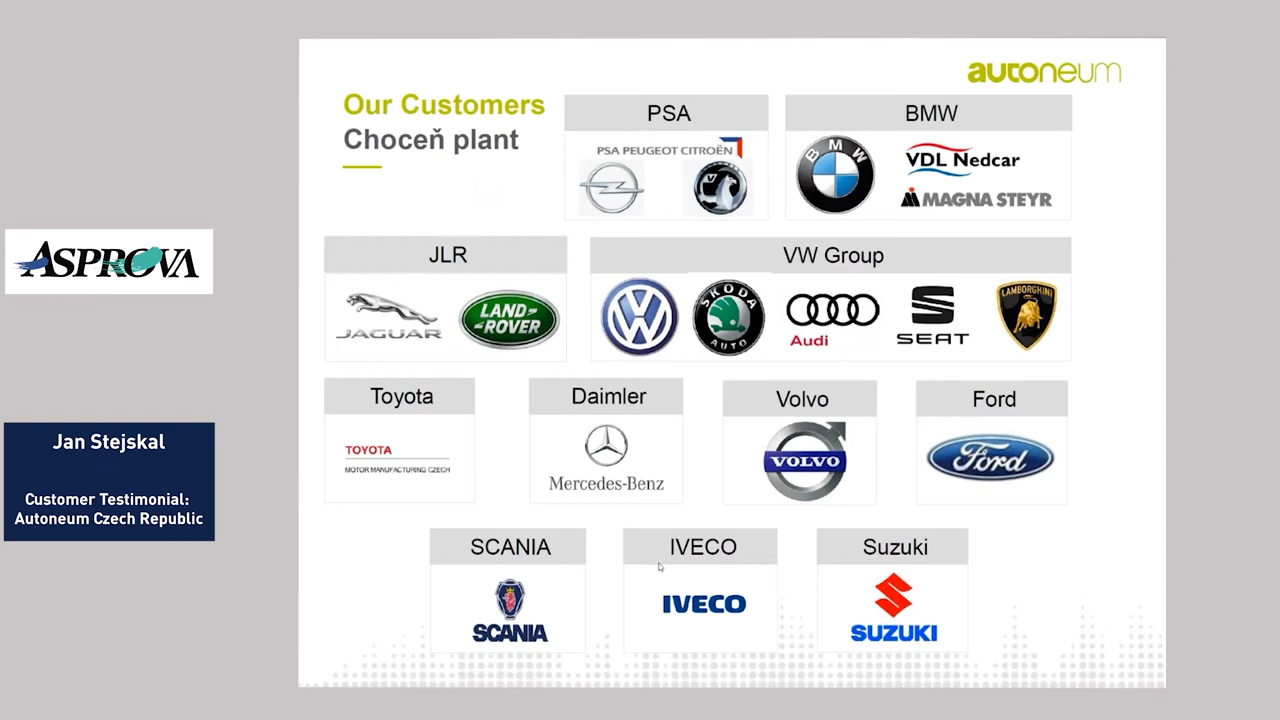 autoneum
Our Customers
Choceň plant
PSA
PSA PEUGEOT CITROËN
BMW
BMW
VDL Nedcar
MAGNA STEYR
JLR
JAGUAR
LAND-
-ROVER
VW Group
ŠKODA
AUTO
Audi
SEAT
LAMBORGHINI
Toyota
TOYOTA
MOTOR MANUFACTURING CZECH
Daimler
Mercedes-Benz
Volvo
VOLVO
Ford
Ford
SCANIA
SCANIA
IVECO
IVECO
Suzuki
SUZUKI
ASPROVA
Jan Stejskal
Customer Testimonial:
Autoneum Czech Republic